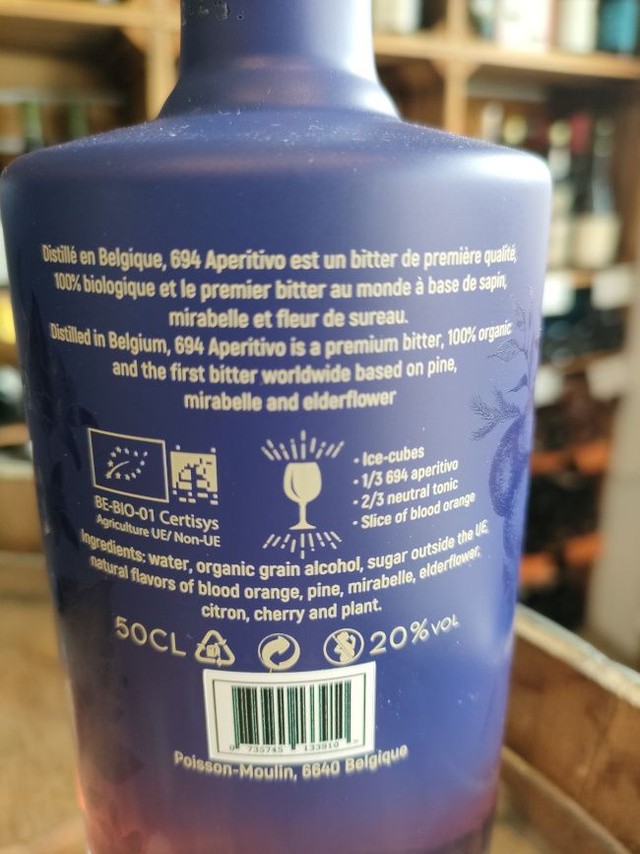 Distillé en Belgique, 694 Aperitivo est un bitter de première qualité,
100% biologique et le premier bitter au monde à base de sapin,
mirabelle et fleur de sureau.
Distilled in Belgium, 694 Aperitivo is a premium bitter, 100% organic
and the first bitter worldwide based on pine,
mirabelle and elderflower
BE-BIO-01 Certisys
Agriculture UE/ Non-UE
• Ice-cubes
• 1/3 694 aperitivo
• 2/3 neutral tonic
• Slice of blood orange
Ingredients: water, organic grain alcohol, sugar outside the UE,
natural flavors of blood orange, pine, mirabelle, elderflower,
citron, cherry and plant.
50CL 20%VOL
0 735745 133910
Poisson-Moulin, 6640 Belgique